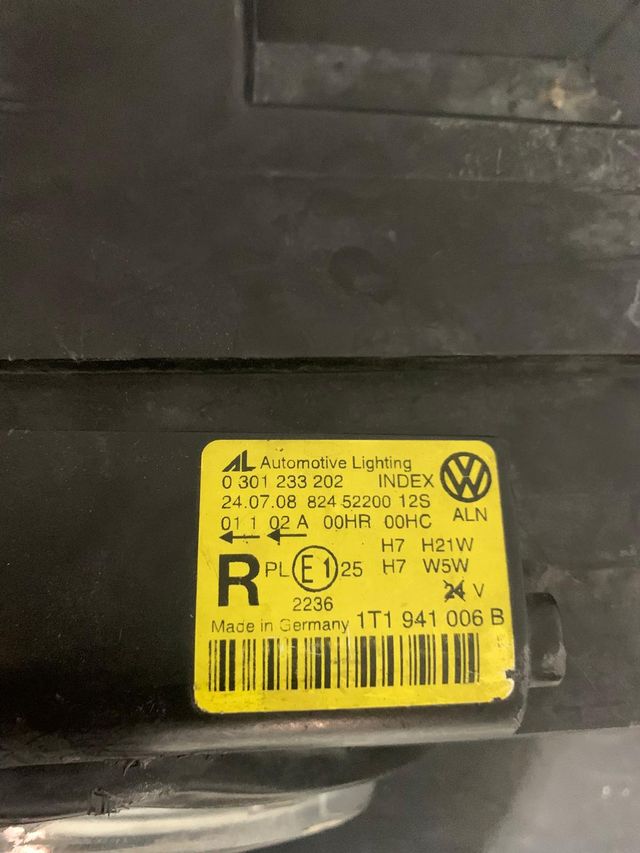 AL Automotive Lighting
0 301 233 202 INDEX
24.07.08 824 52200 12S
01 1 02 A 00HR 00HC ALN
H7 H21W
R PL E1 25 H7 W5W
2236 24 V
Made in Germany 1T1 941 006 B